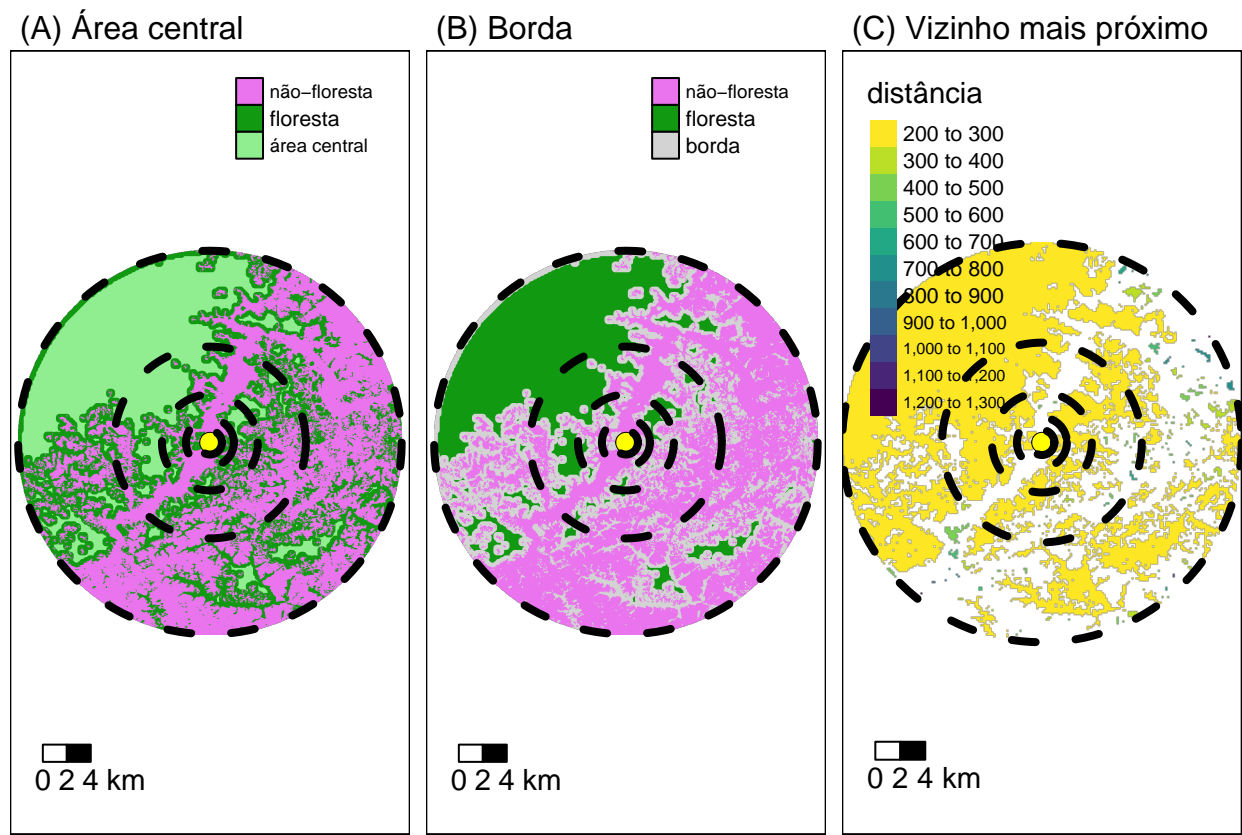 (A) Área central
não−floresta
floresta
área central
0 2 4 km
(B) Borda
não−floresta
floresta
borda
0 2 4 km
(C) Vizinho mais próximo
distância
200 to 300
300 to 400
400 to 500
500 to 600
600 to 700
700 to 800
800 to 900
900 to 1,000
1,000 to 1,100
1,100 to 1,200
1,200 to 1,300
0 2 4 km